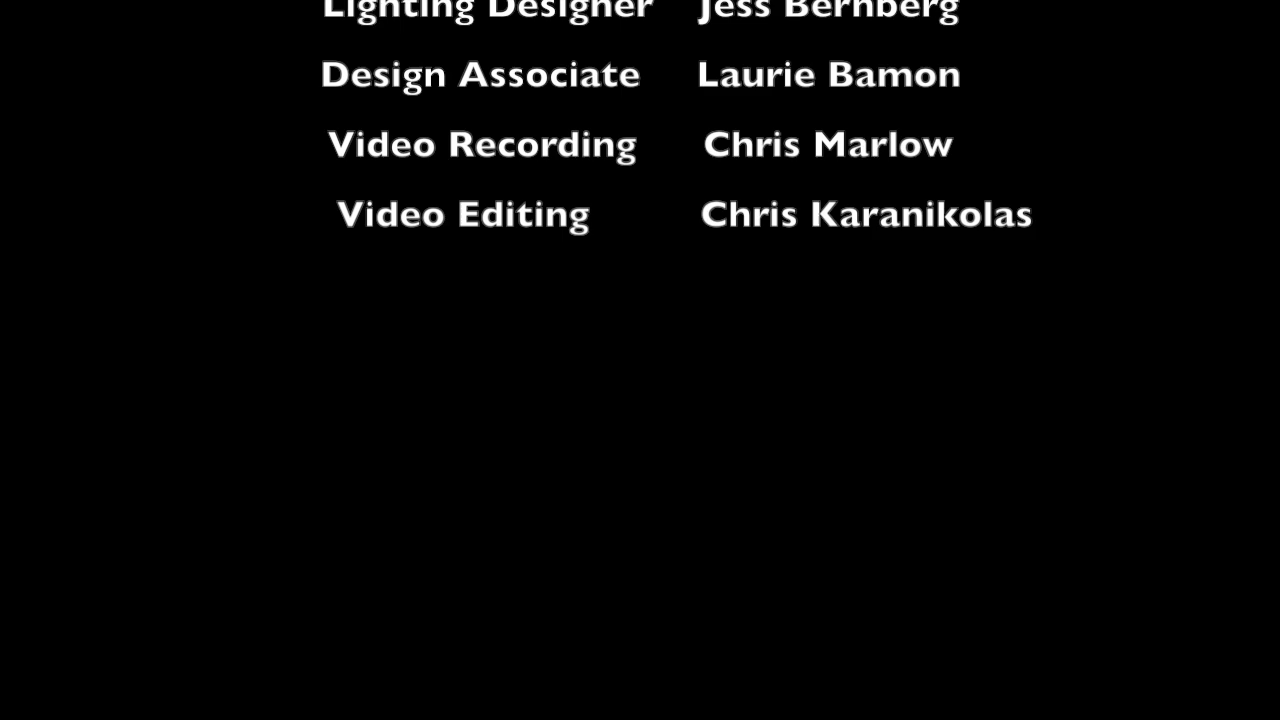 Lighting Designer Jess Bernberg
Design Associate Laurie Bamon
Video Recording Chris Marlow
Video Editing Chris Karanikolas